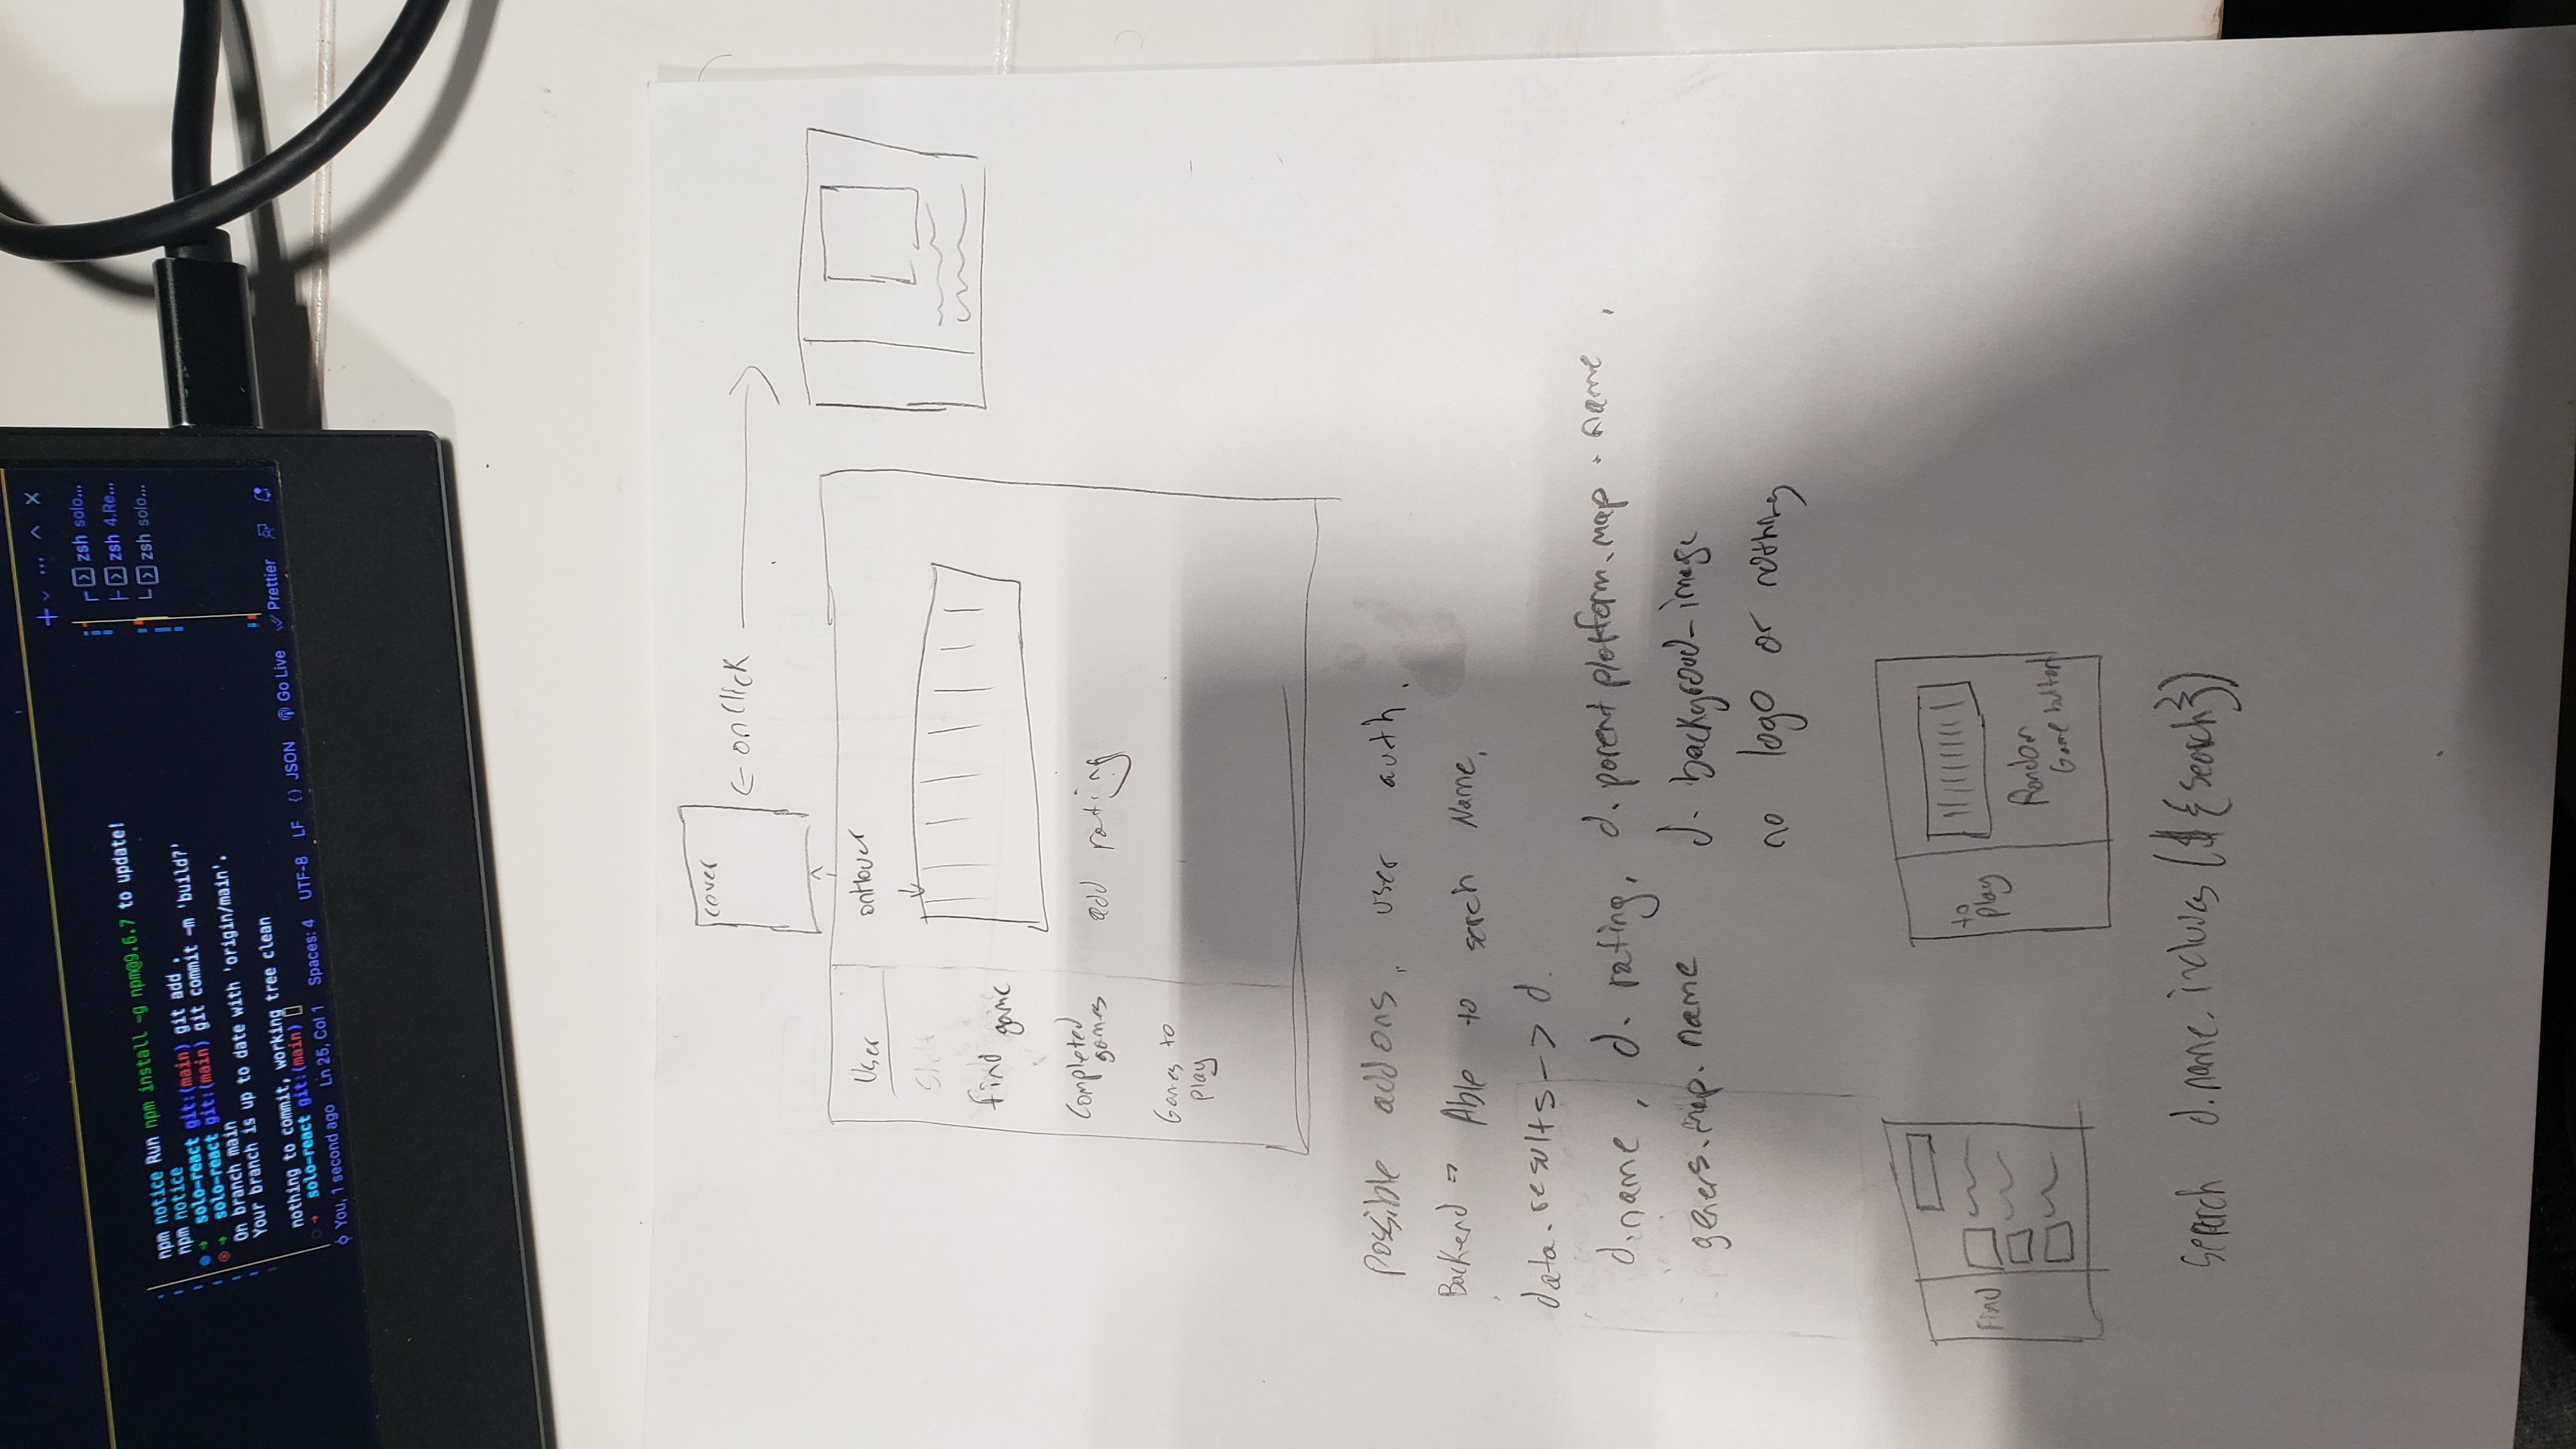 npm notice Run npm install -g npm@9.6.7 to update!
npm notice
solo-react git:(main) git add .
solo-react git:(main) git commit -m 'build?'
On branch main
Your branch is up to date with 'origin/main'.
nothing to commit, working tree clean
solo-react git:(main)
zsh solo...
zsh 4.Re...
zsh solo...
You, 1 second ago Ln 25, Col 1 Spaces: 4 UTF-8 LF {} JSON Go Live Prettier
cover
<- onClick ->
User
onHover
find game
Completed
games
add rating
Games to
play
possible addons, user auth.
Backend => Able to serch Name,
data.results -> d.
d.name, d. rating, d. parent platform.map.name,
geners.map.name d. backgroud_image
no logo or nothing
Find
to
play
Random
Game button
Search d.name.includes(${search})